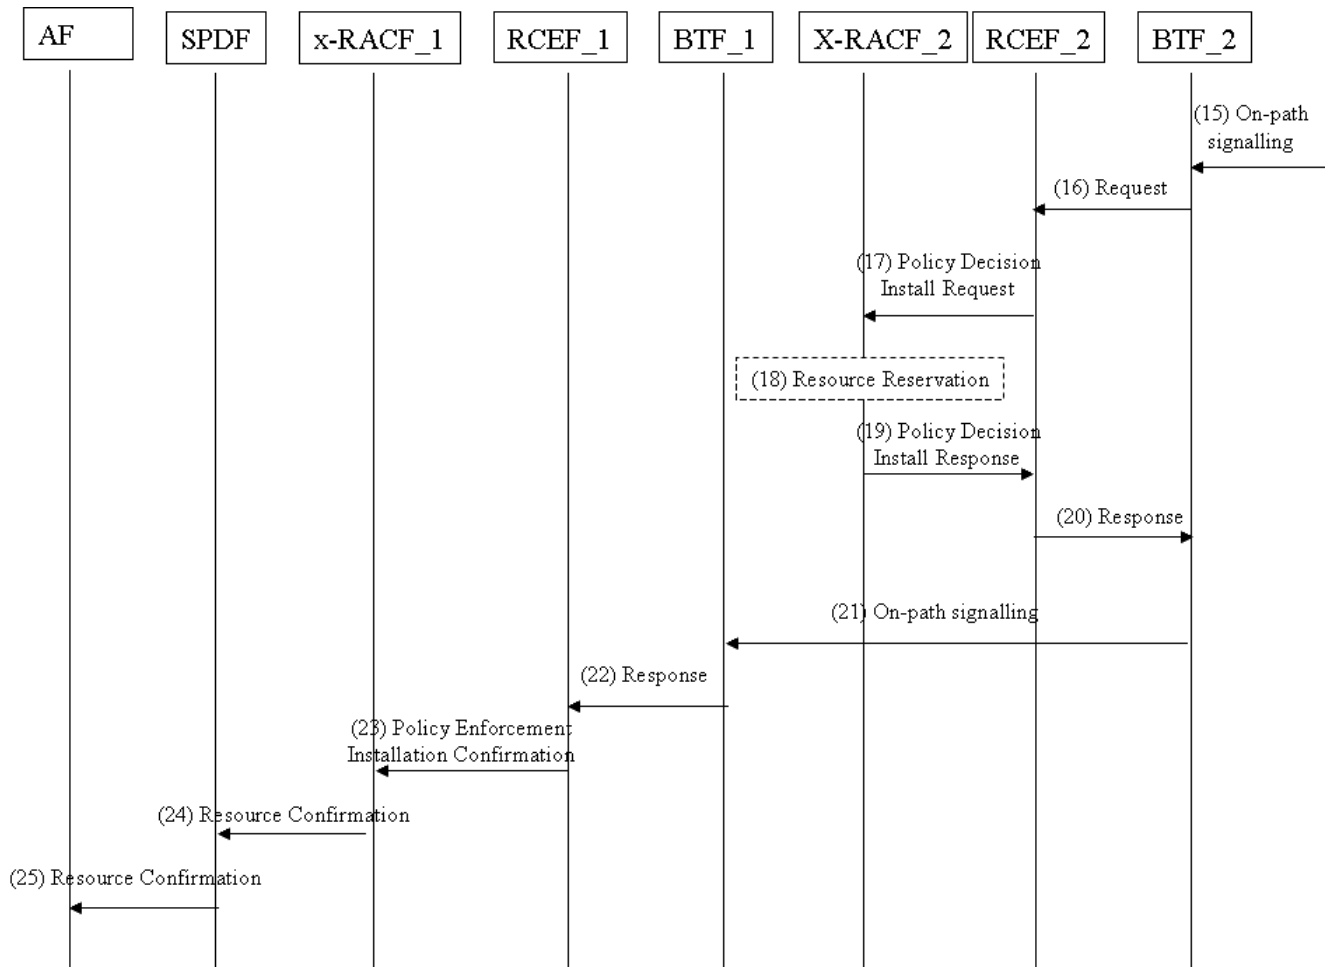 AF
SPDF
x-RACF_1
RCEF_1
BTF_1
X-RACF_2
RCEF_2
BTF_2
(15) On-path
signalling
(16) Request
(17) Policy Decision
Install Request
(18) Resource Reservation
(19) Policy Decision
Install Response
(20) Response
(21) On-path signalling
(22) Response
(23) Policy Enforcement
Installation Confirmation
(24) Resource Confirmation
(25) Resource Confirmation